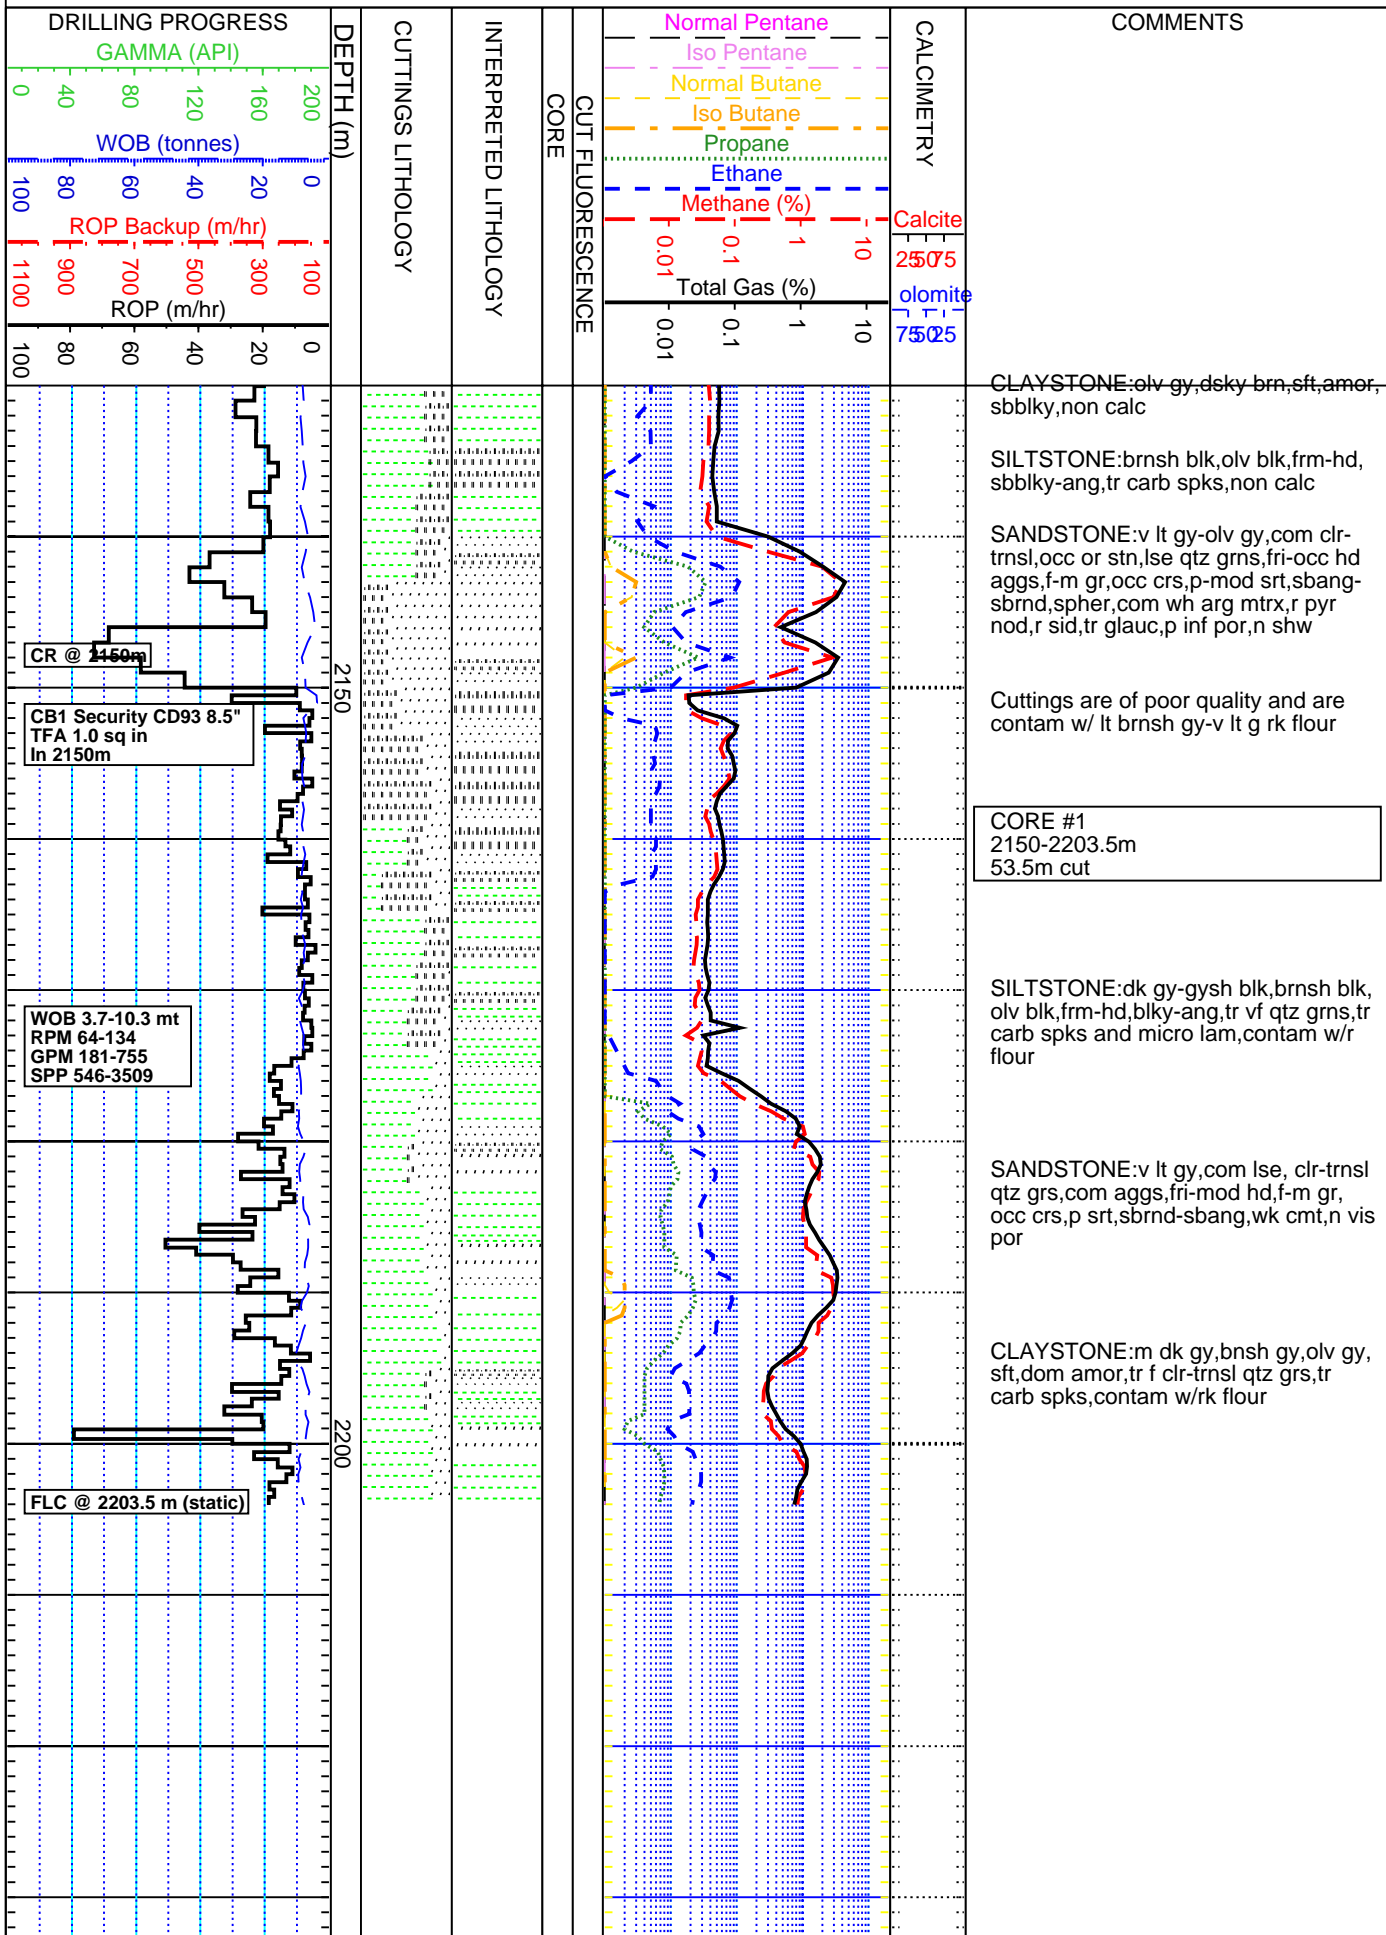 DRILLING PROGRESS
GAMMA (API)
0 40 80 120 160 200
WOB (tonnes)
100 80 60 40 20 0
ROP Backup (m/hr)
1100 900 700 500 300 100
ROP (m/hr)
100 80 60 40 20 0
DEPTH (m)
CUTTINGS LITHOLOGY
INTERPRETED LITHOLOGY
CORE
CUT FLUORESCENCE
Normal Pentane
Iso Pentane
Normal Butane
Iso Butane
Propane
Ethane
Methane (%)
0.01 0.1 1 10
Total Gas (%)
0.01 0.1 1 10
CALCIMETRY
Calcite
25 50 75
olomite
75 50 25
COMMENTS
CLAYSTONE:olv gy,dsky brn,sft,amor,
sbblky,non calc
SILTSTONE:brnsh blk,olv blk,frm-hd,
sbblky-ang,tr carb spks,non calc
SANDSTONE:v lt gy-olv gy,com clr-
trnsl,occ or stn,lse qtz grns,fri-occ hd
aggs,f-m gr,occ crs,p-mod srt,sbang-
sbrnd,spher,com wh arg mtrx,r pyr
nod,r sid,tr glauc,p inf por,n shw
CR @ 2150m
2150
CB1 Security CD93 8.5"
TFA 1.0 sq in
In 2150m
Cuttings are of poor quality and are
contam w/ lt brnsh gy-v lt g rk flour
CORE #1
2150-2203.5m
53.5m cut
WOB 3.7-10.3 mt
RPM 64-134
GPM 181-755
SPP 546-3509
SILTSTONE:dk gy-gysh blk,brnsh blk,
olv blk,frm-hd,blky-ang,tr vf qtz grns,tr
carb spks and micro lam,contam w/r
flour
SANDSTONE:v lt gy,com lse, clr-trnsl
qtz grs,com aggs,fri-mod hd,f-m gr,
occ crs,p srt,sbrnd-sbang,wk cmt,n vis
por
CLAYSTONE:m dk gy,bnsh gy,olv gy,
sft,dom amor,tr f clr-trnsl qtz grs,tr
carb spks,contam w/rk flour
2200
FLC @ 2203.5 m (static)